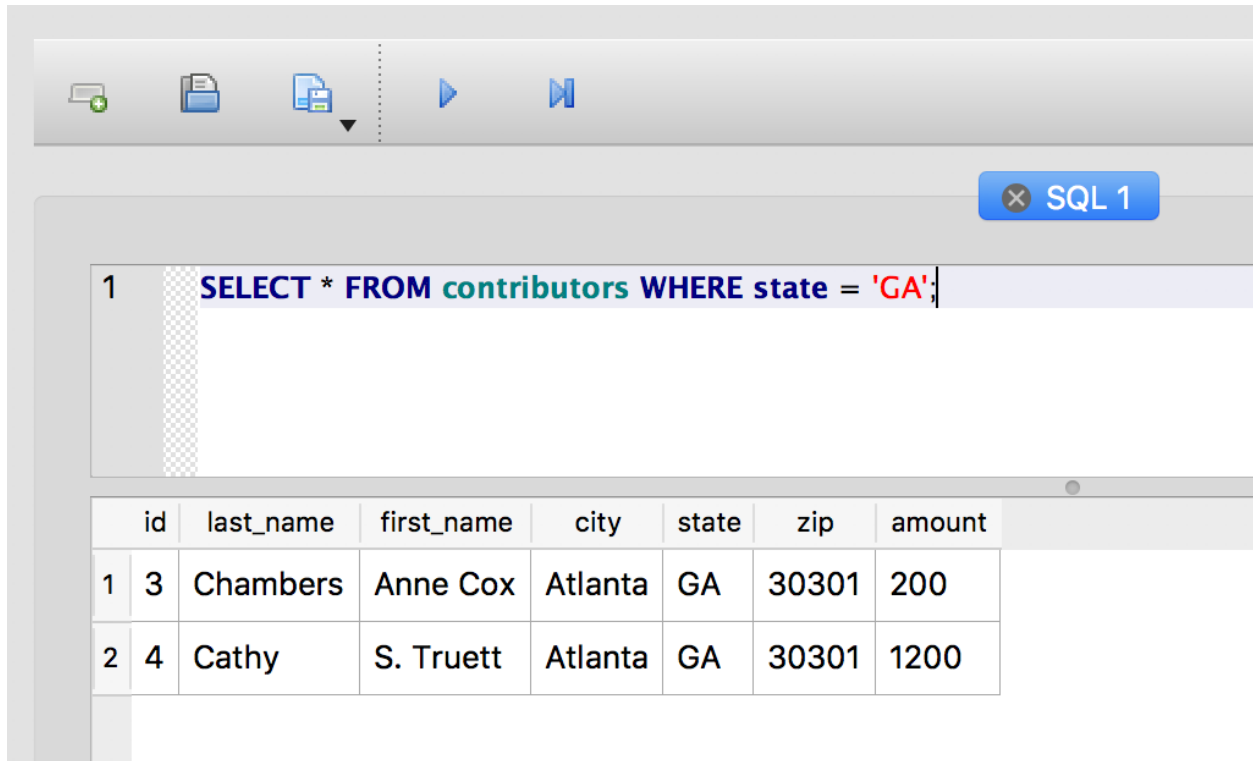 SQL 1
1 SELECT * FROM contributors WHERE state = 'GA';
id last_name first_name city state zip amount
1 3 Chambers Anne Cox Atlanta GA 30301 200
2 4 Cathy S. Truett Atlanta GA 30301 1200